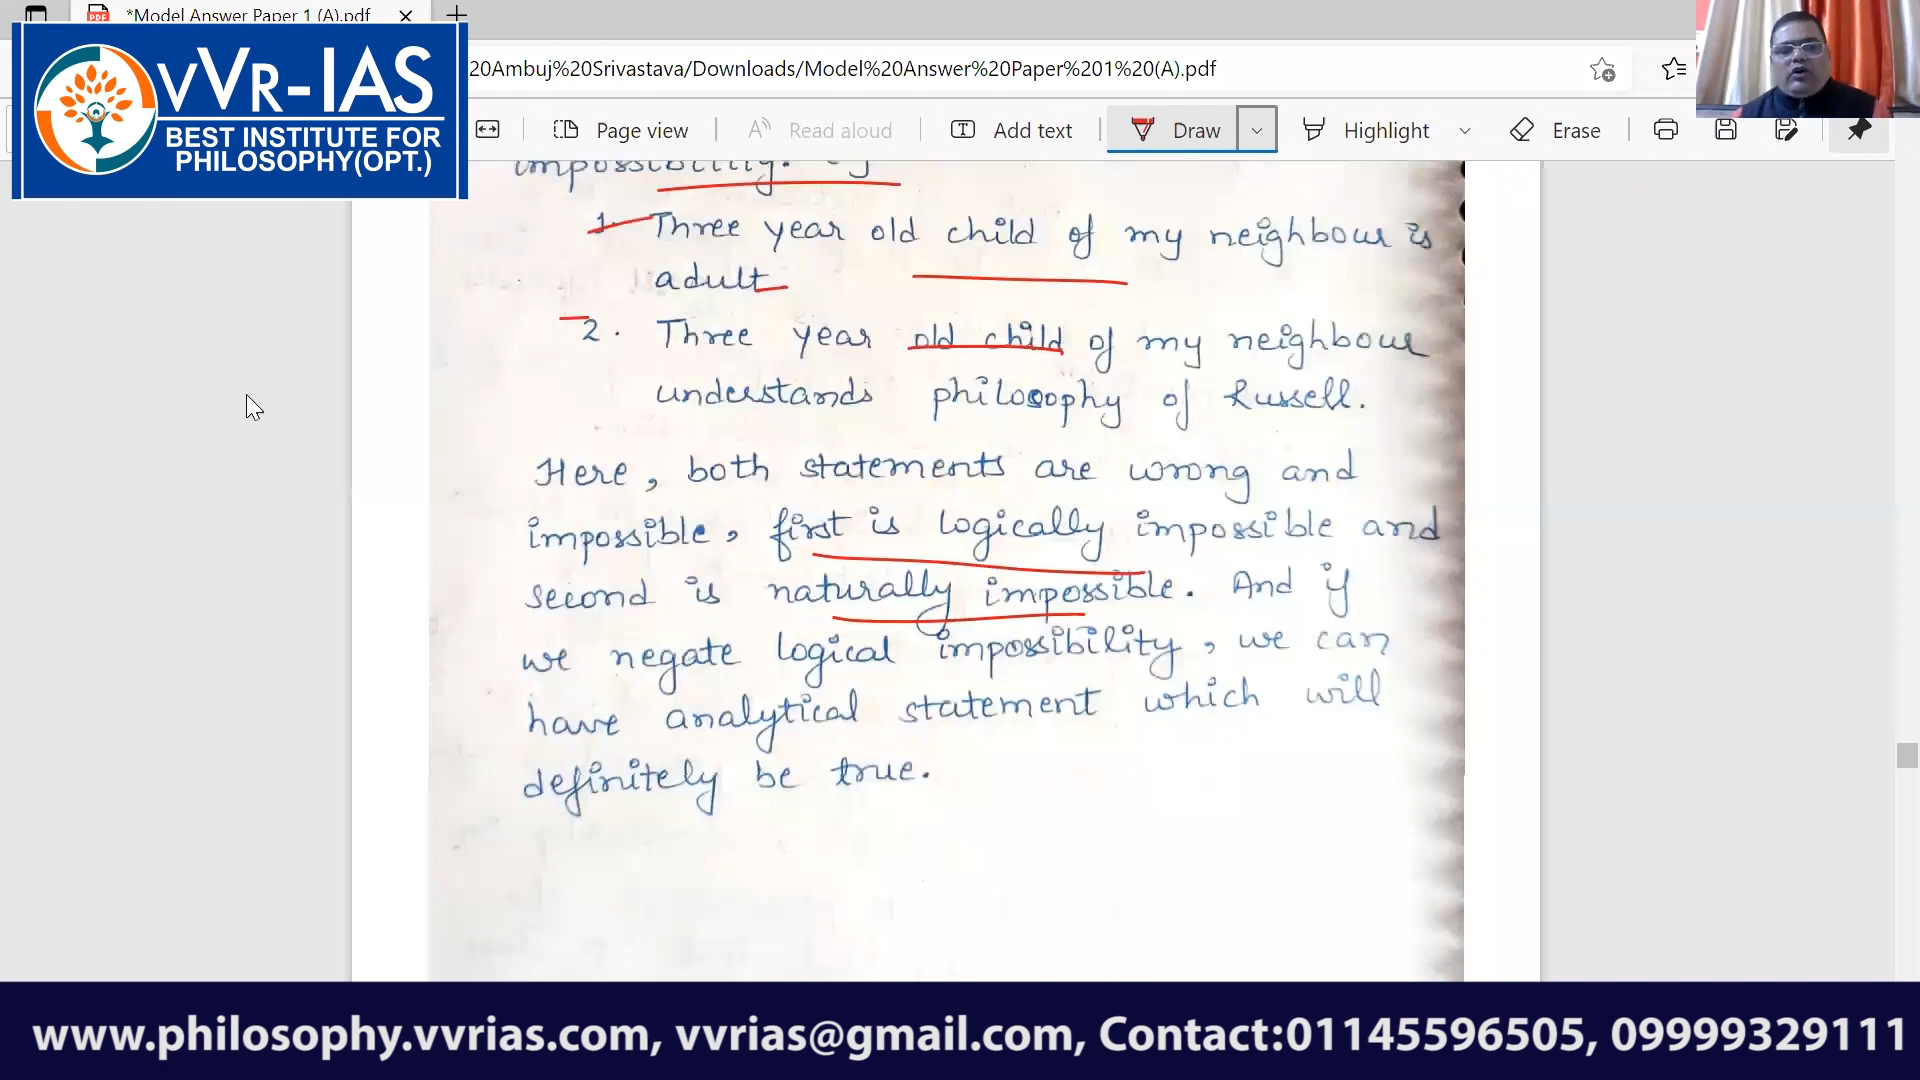 *Model Answer Paper 1 (A).pdf
20Ambuj%20Srivastava/Downloads/Model%20Answer%20Paper%201%20(A).pdf
vVR-IAS
BEST INSTITUTE FOR
PHILOSOPHY(OPT.)
Page view
Read aloud
Add text
Draw
Highlight
Erase
impossibility.
1 Three year old child of my neighbour is
adult
2. Three year old child of my neighbour
understands philosophy of Russell.
Here, both statements are wrong and
impossible, first is logically impossible and
second is naturally impossible. And if
we negate logical impossibility, we can
have analytical statement which will
definitely be true.
www.philosophy.vvrias.com, vvrias@gmail.com, Contact:01145596505, 09999329111